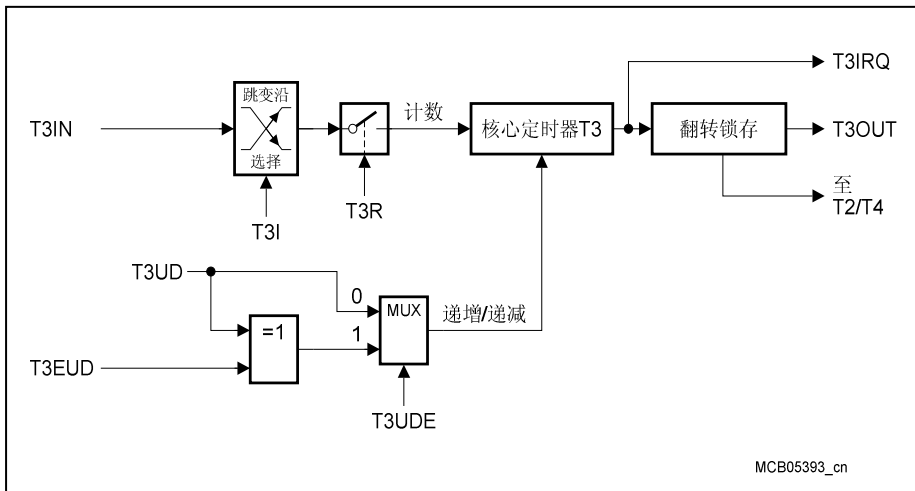 T3IRQ
跳变沿
T3IN
计数
核心定时器T3
翻转锁存
T3OUT
选择
至
T2/T4
T3R
T3I
T3UD
0
MUX
递增/递减
=1
1
T3EUD
T3UDE
MCB05393_cn